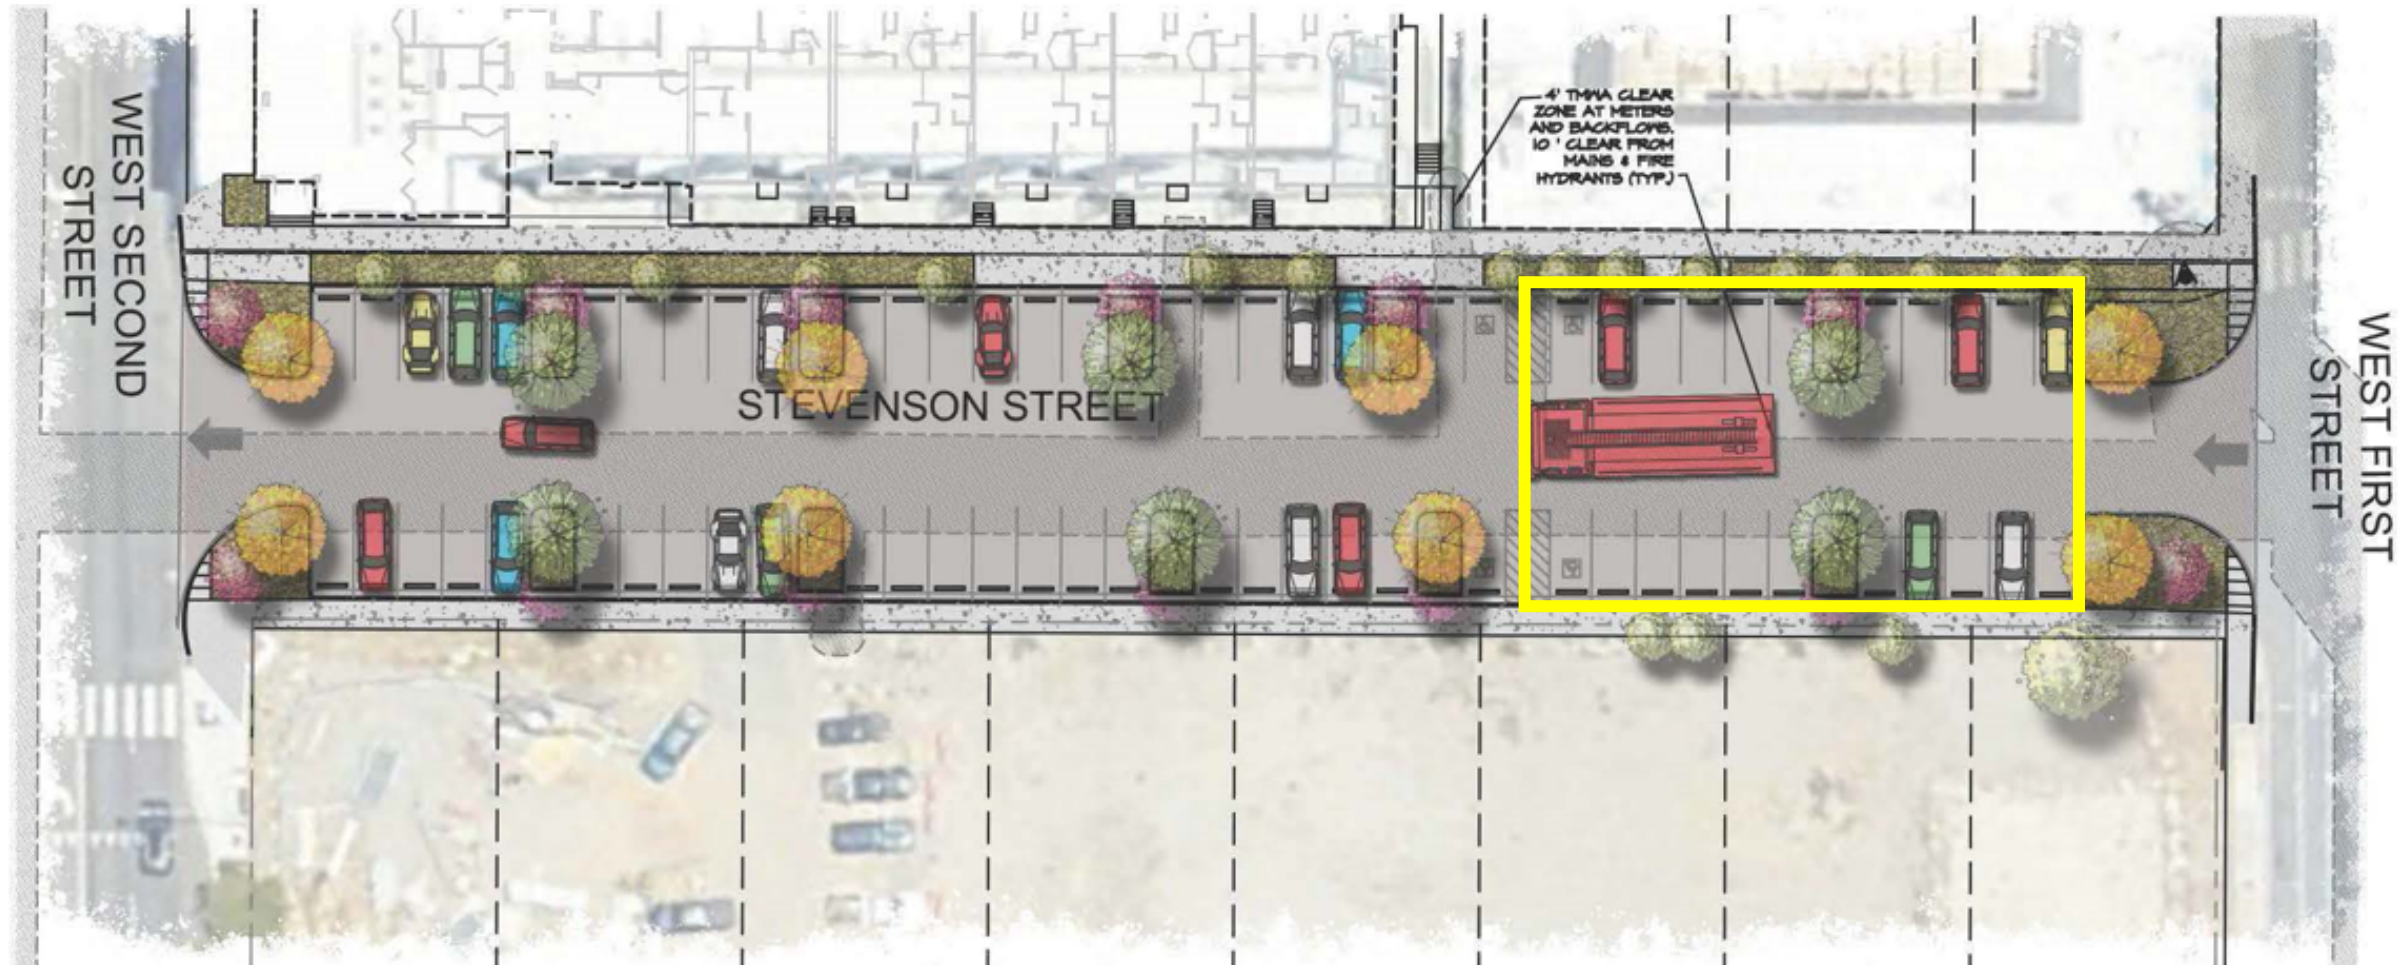 WEST SECOND
STREET
4' TMWA CLEAR
ZONE AT METERS
AND BACKFLOWS.
10 ' CLEAR FROM
MAINS & FIRE
HYDRANTS (TYP.)
STEVENSON STREET
WEST FIRST
STREET